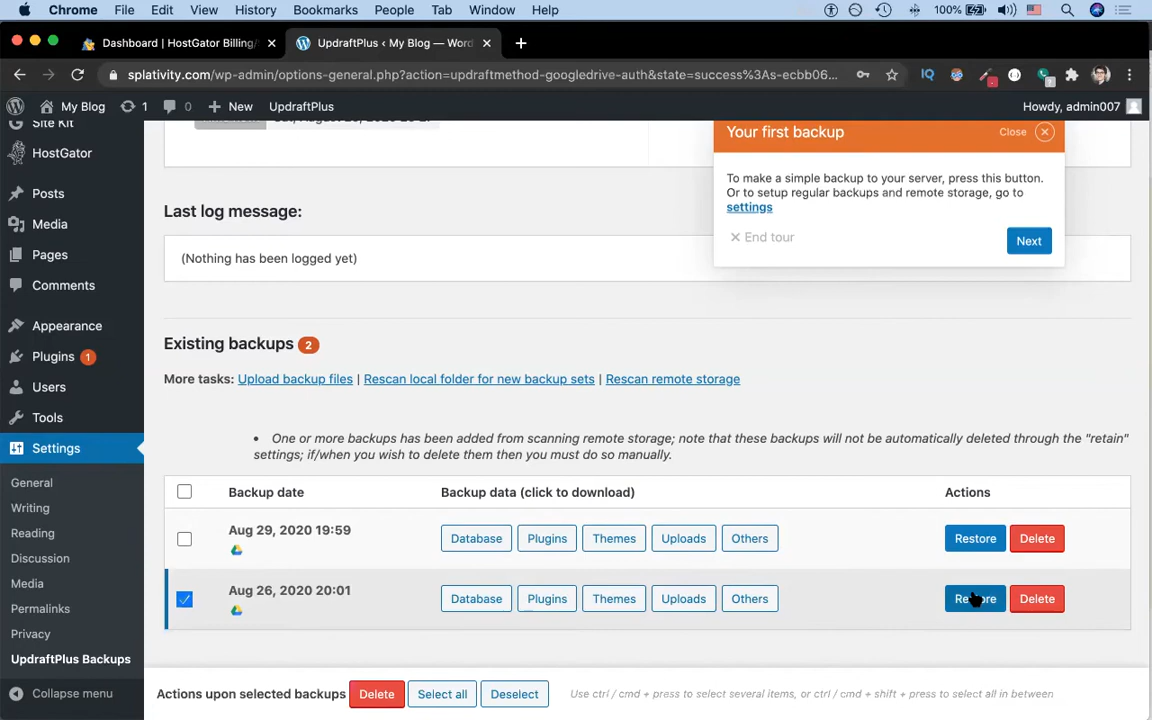 Chrome File Edit View History Bookmarks People Tab Window Help 100%
Dashboard | HostGator Billing/ UpdraftPlus ‹ My Blog — Word
splativity.com/wp-admin/options-general.php?action=updraftmethod-googledrive-auth&state=success%3As-ecbb06...
My Blog 1 0 New UpdraftPlus Howdy, admin007
Site Kit
HostGator
Posts
Media
Pages
Comments
Appearance
Plugins 1
Users
Tools
Settings
General
Writing
Reading
Discussion
Media
Permalinks
Privacy
UpdraftPlus Backups
Collapse menu
Your first backup Close
To make a simple backup to your server, press this button.
Or to setup regular backups and remote storage, go to
settings
End tour Next
Last log message:
(Nothing has been logged yet)
Existing backups 2
More tasks: Upload backup files | Rescan local folder for new backup sets | Rescan remote storage
• One or more backups has been added from scanning remote storage; note that these backups will not be automatically deleted through the "retain"
settings; if/when you wish to delete them then you must do so manually.
Backup date Backup data (click to download) Actions
Aug 29, 2020 19:59 Database Plugins Themes Uploads Others Restore Delete
Aug 26, 2020 20:01 Database Plugins Themes Uploads Others Restore Delete
Actions upon selected backups Delete Select all Deselect Use ctrl / cmd + press to select several items, or ctrl / cmd + shift + press to select all in between